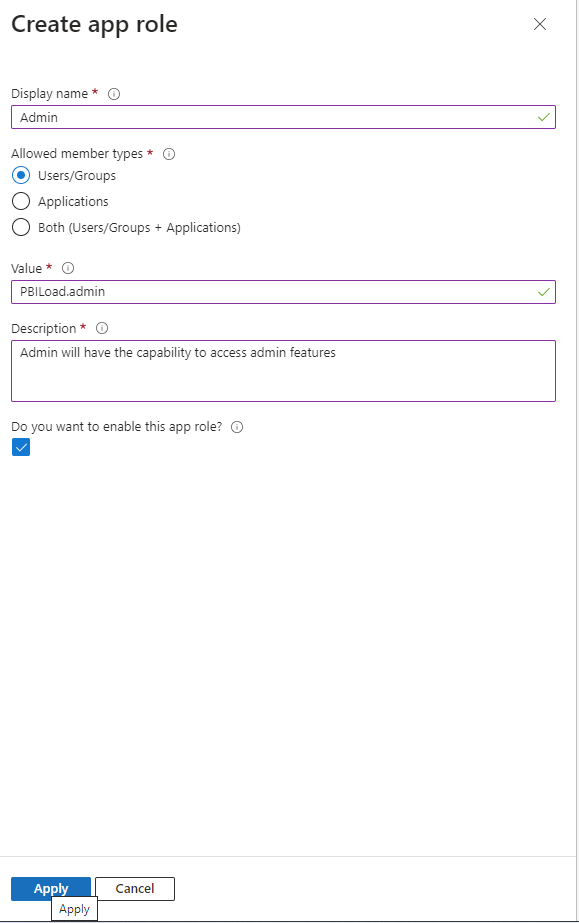 Create app role
Display name *
Admin
Allowed member types *
Users/Groups
Applications
Both (Users/Groups + Applications)
Value *
PBILoad.admin
Description *
Admin will have the capability to access admin features
Do you want to enable this app role?
Apply Cancel
Apply